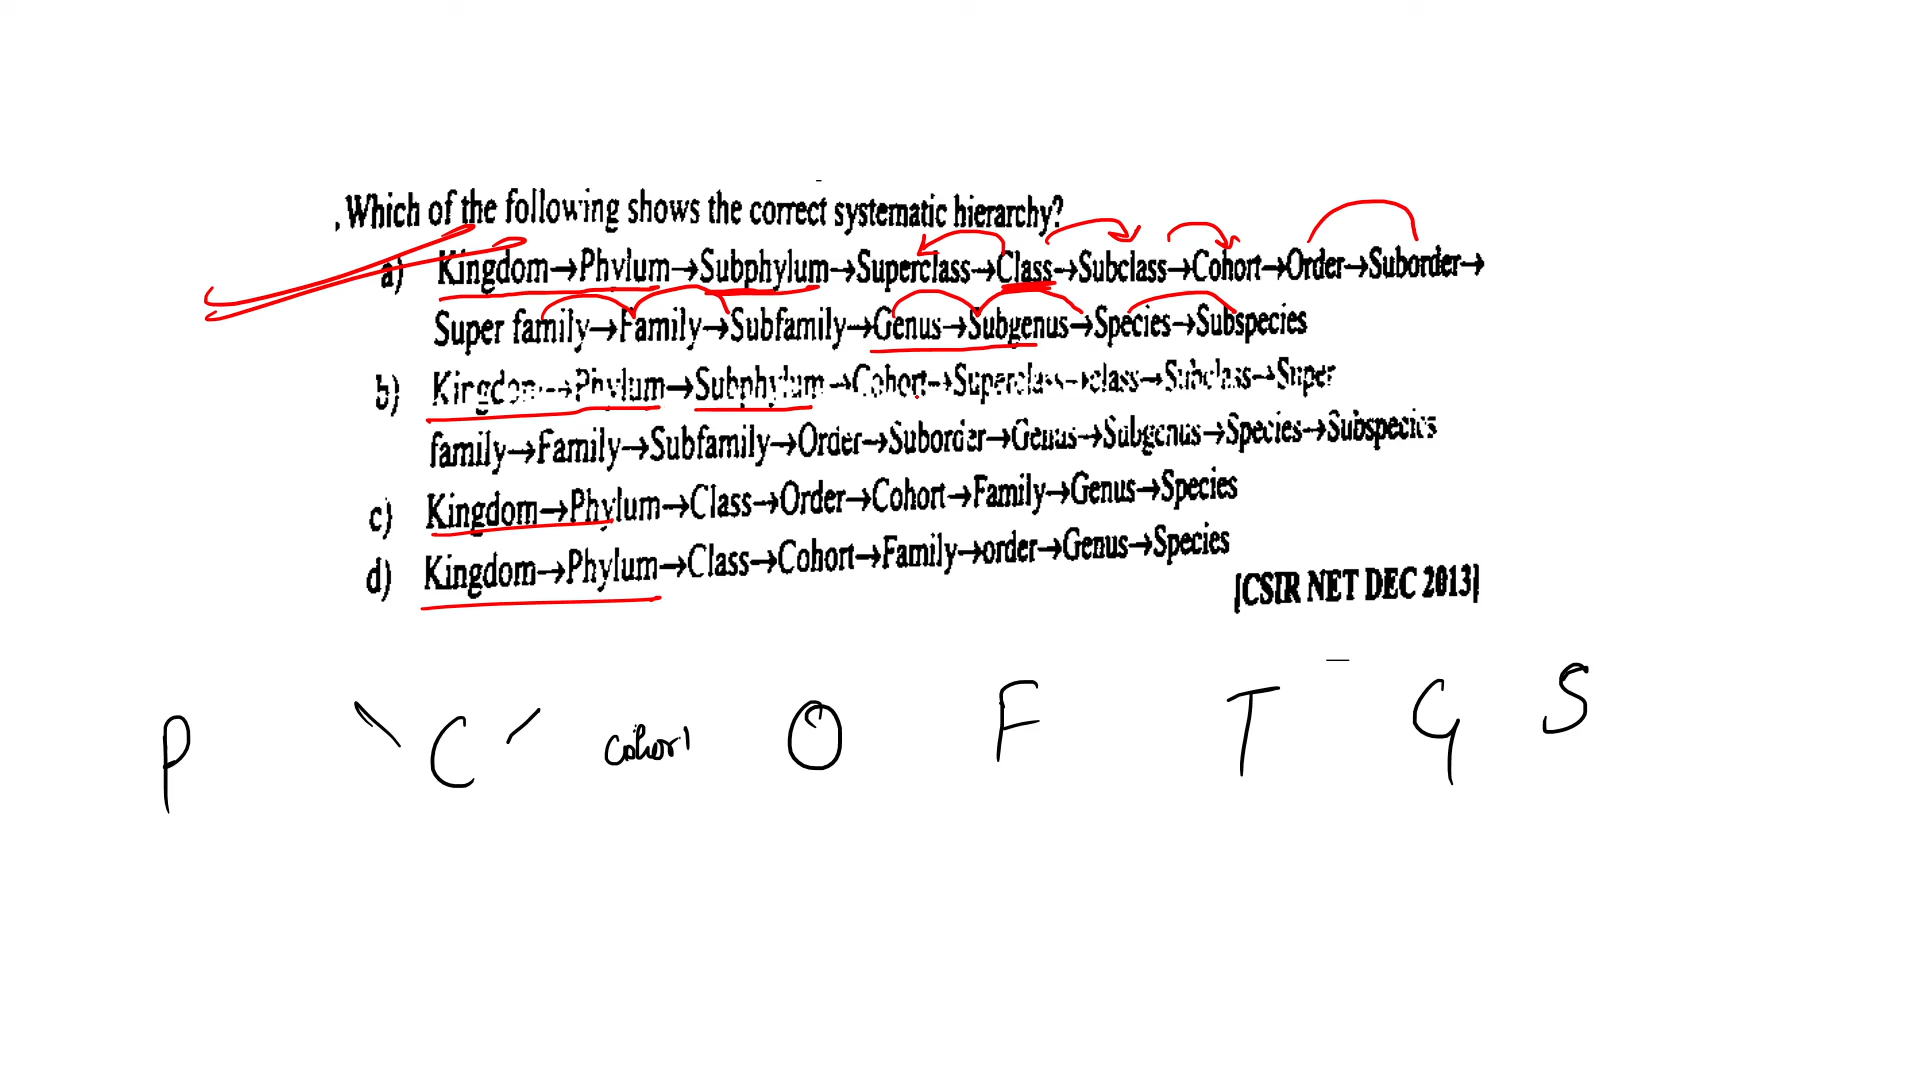 Which of the following shows the correct systematic hierarchy?
a) Kingdom→Phylum→Subphylum→Superclass→Class→Subclass→Cohort→Order→Suborder→
Super family→Family→Subfamily→Genus→Subgenus→Species→Subspecies
b) Kingdom→Phylum→Subphylum→Cohort→Superclass→class→Subclass→Super
family→Family→Subfamily→Order→Suborder→Genus→Subgenus→Species→Subspecies
c) Kingdom→Phylum→Class→Order→Cohort→Family→Genus→Species
d) Kingdom→Phylum→Class→Cohort→Family→order→Genus→Species
[CSIR NET DEC 2013]
P C Cohort O F T G S